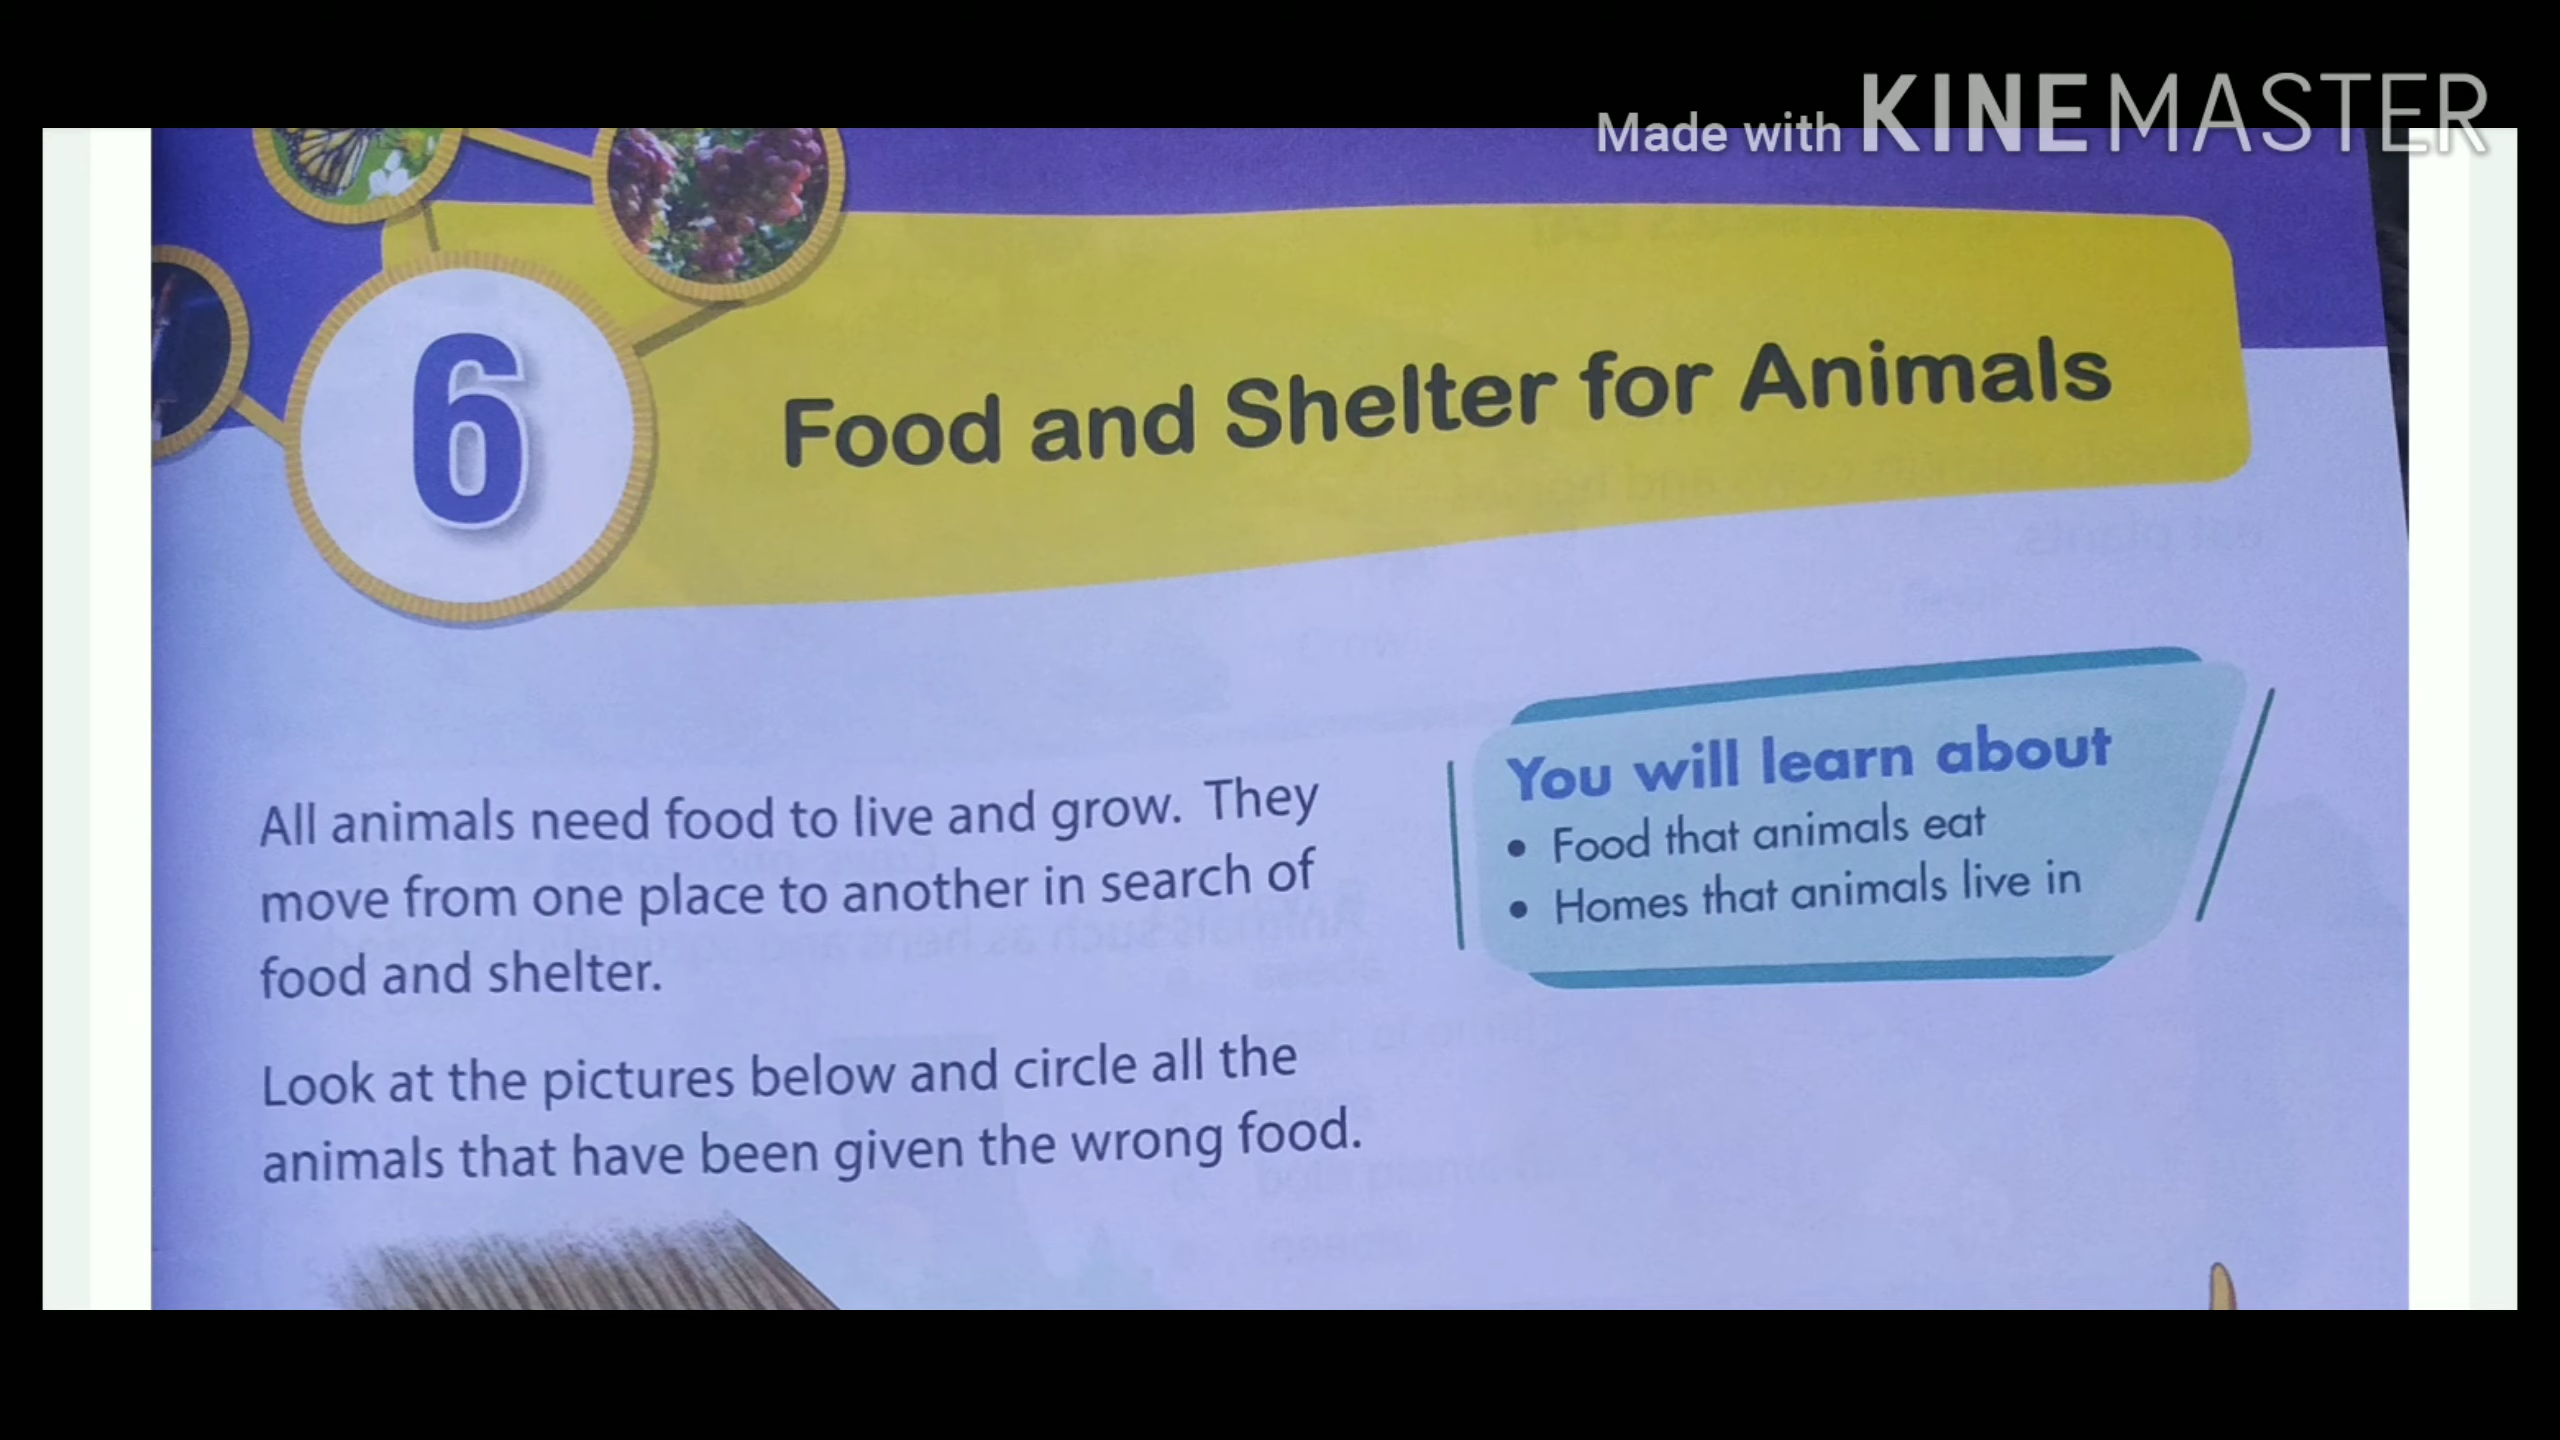 Made with KINEMASTER
6
Food and Shelter for Animals
All animals need food to live and grow. They
move from one place to another in search of
food and shelter.
Look at the pictures below and circle all the
animals that have been given the wrong food.
You will learn about
• Food that animals eat
• Homes that animals live in